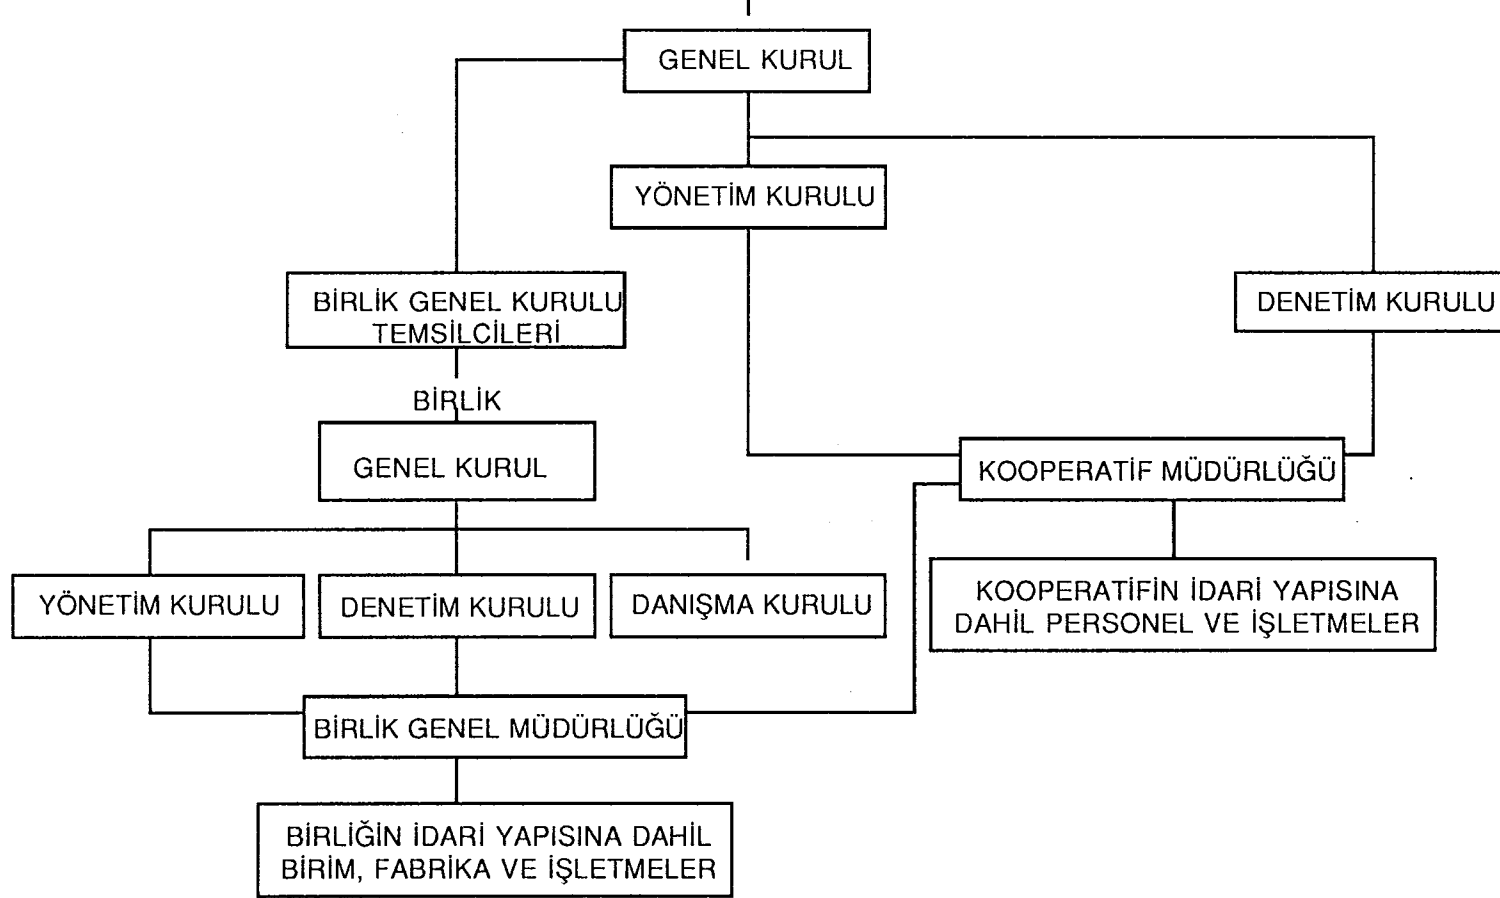 GENEL KURUL
YÖNETİM KURULU
BİRLİK GENEL KURULU
TEMSİLCİLERİ
DENETİM KURULU
BİRLİK
GENEL KURUL
KOOPERATİF MÜDÜRLÜĞÜ
YÖNETİM KURULU
DENETİM KURULU
DANIŞMA KURULU
KOOPERATİFİN İDARİ YAPISINA
DAHİL PERSONEL VE İŞLETMELER
BİRLİK GENEL MÜDÜRLÜĞÜ
BİRLİĞİN İDARİ YAPISINA DAHİL
BİRİM, FABRİKA VE İŞLETMELER